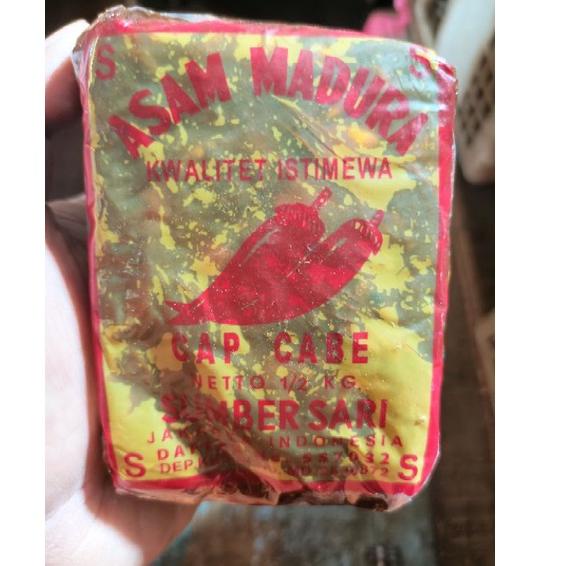 S
ASAM MADURA
KWALITET ISTIMEWA
CAP CABE
NETTO 1/2 KG.
SUMBER SARI
INDONESIA
S
S